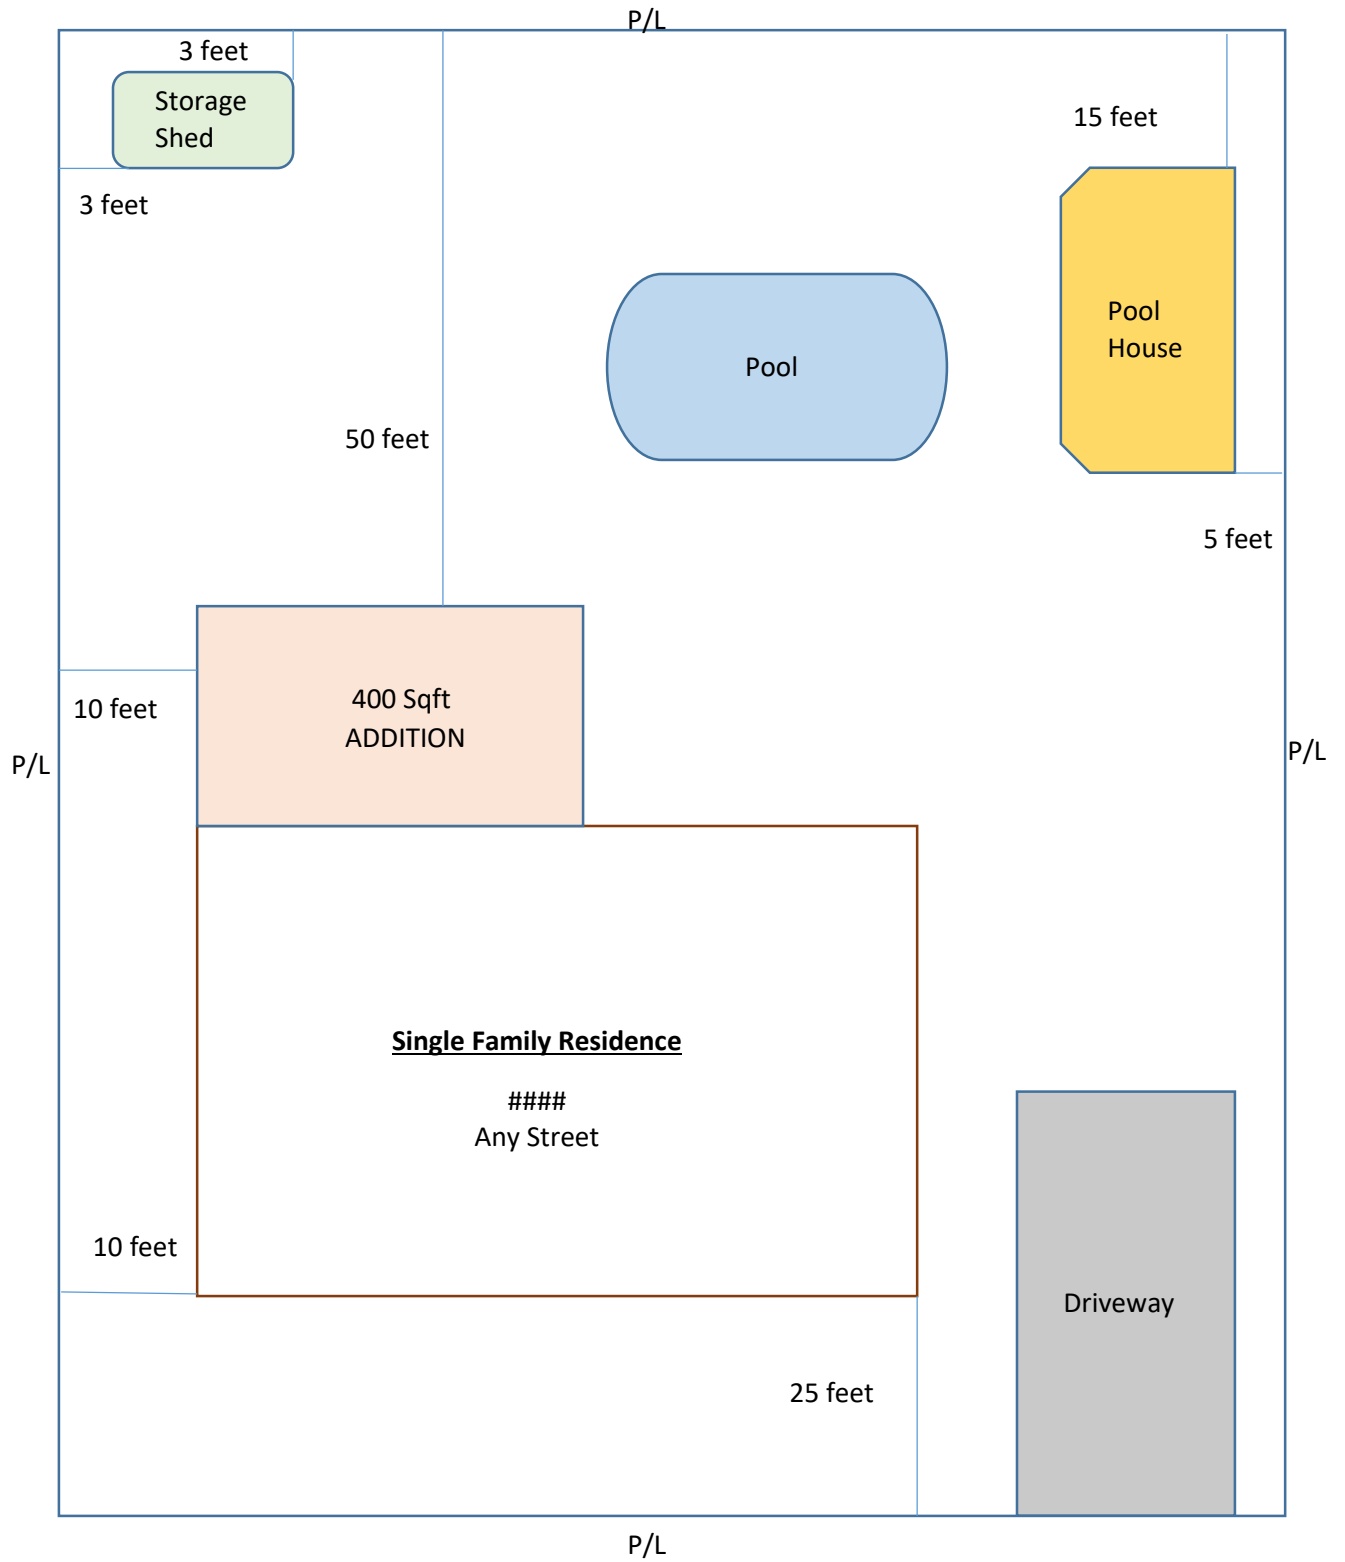 P/L
3 feet
Storage
Shed
15 feet
3 feet
Pool
House
Pool
50 feet
5 feet
400 Sqft
ADDITION
10 feet
P/L
P/L
Single Family Residence
####
Any Street
10 feet
Driveway
25 feet
P/L